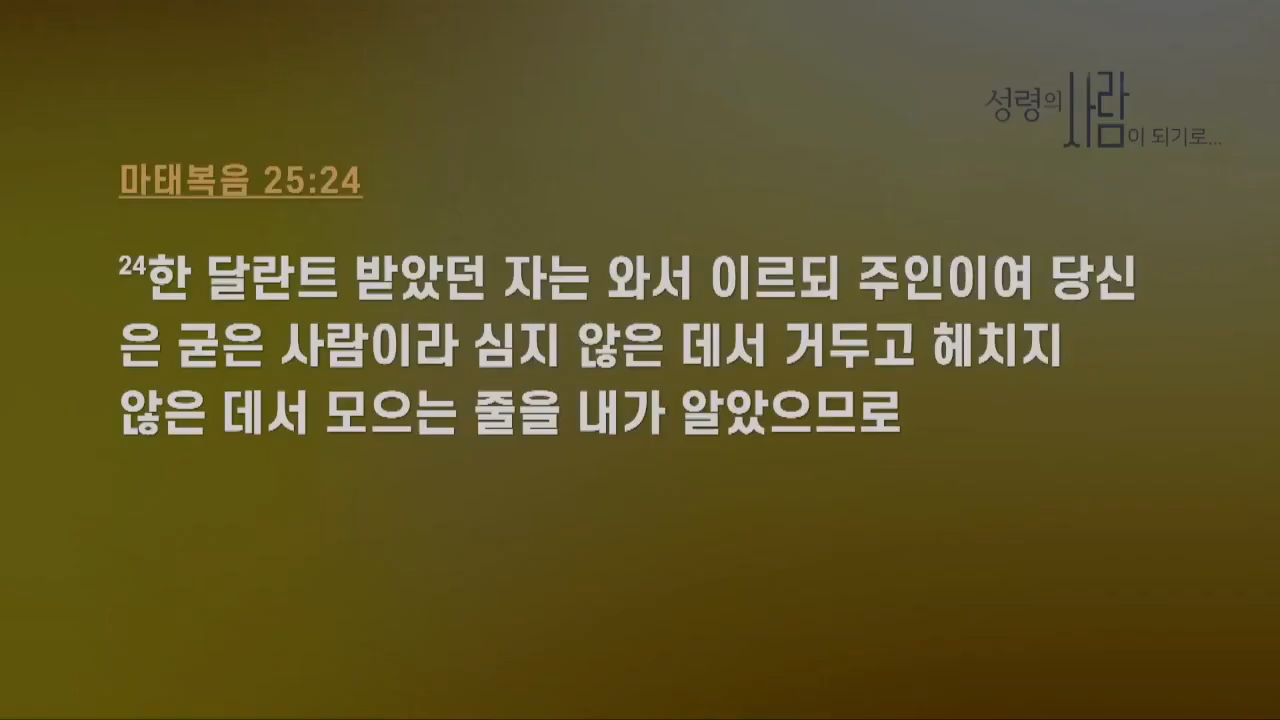 성령의 사람이 되기로...
마태복음 25:24
24한 달란트 받았던 자는 와서 이르되 주인이여 당신
은 굳은 사람이라 심지 않은 데서 거두고 헤치지
않은 데서 모으는 줄을 내가 알았으므로